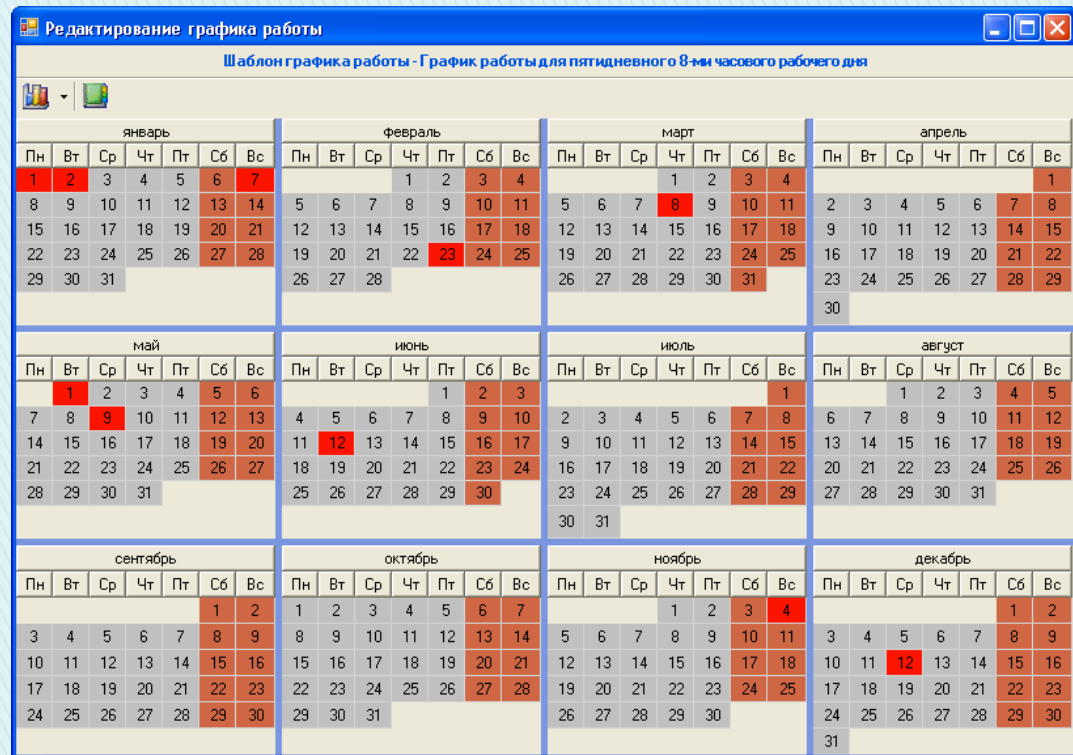 Редактирование графика работы
Шаблон графика работы - График работы для пятидневного 8-ми часового рабочего дня
январь февраль март апрель
Пн Вт Ср Чт Пт Сб Вс Пн Вт Ср Чт Пт Сб Вс Пн Вт Ср Чт Пт Сб Вс Пн Вт Ср Чт Пт Сб Вс
1 2 3 4 5 6 7 1 2 3 4 1 2 3 4 1
8 9 10 11 12 13 14 5 6 7 8 9 10 11 5 6 7 8 9 10 11 2 3 4 5 6 7 8
15 16 17 18 19 20 21 12 13 14 15 16 17 18 12 13 14 15 16 17 18 9 10 11 12 13 14 15
22 23 24 25 26 27 28 19 20 21 22 23 24 25 19 20 21 22 23 24 25 16 17 18 19 20 21 22
29 30 31 26 27 28 26 27 28 29 30 31 23 24 25 26 27 28 29
30
май июнь июль август
Пн Вт Ср Чт Пт Сб Вс Пн Вт Ср Чт Пт Сб Вс Пн Вт Ср Чт Пт Сб Вс Пн Вт Ср Чт Пт Сб Вс
1 2 3 4 5 6 1 2 3 1 1 2 3 4 5
7 8 9 10 11 12 13 4 5 6 7 8 9 10 2 3 4 5 6 7 8 6 7 8 9 10 11 12
14 15 16 17 18 19 20 11 12 13 14 15 16 17 9 10 11 12 13 14 15 13 14 15 16 17 18 19
21 22 23 24 25 26 27 18 19 20 21 22 23 24 16 17 18 19 20 21 22 20 21 22 23 24 25 26
28 29 30 31 25 26 27 28 29 30 23 24 25 26 27 28 29 27 28 29 30 31
30 31
сентябрь октябрь ноябрь декабрь
Пн Вт Ср Чт Пт Сб Вс Пн Вт Ср Чт Пт Сб Вс Пн Вт Ср Чт Пт Сб Вс Пн Вт Ср Чт Пт Сб Вс
1 2 1 2 3 4 5 6 7 1 2 3 4 1 2
3 4 5 6 7 8 9 8 9 10 11 12 13 14 5 6 7 8 9 10 11 3 4 5 6 7 8 9
10 11 12 13 14 15 16 15 16 17 18 19 20 21 12 13 14 15 16 17 18 10 11 12 13 14 15 16
17 18 19 20 21 22 23 22 23 24 25 26 27 28 19 20 21 22 23 24 25 17 18 19 20 21 22 23
24 25 26 27 28 29 30 29 30 31 26 27 28 29 30 24 25 26 27 28 29 30
31